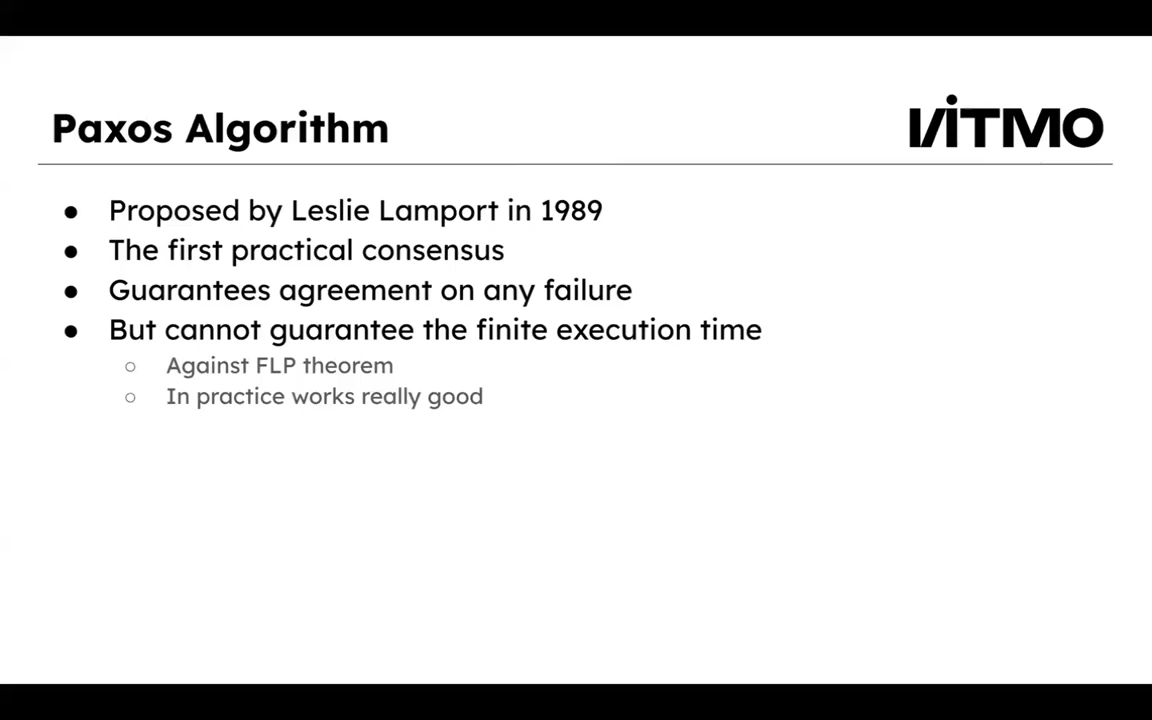 Paxos Algorithm
ITMO
● Proposed by Leslie Lamport in 1989
● The first practical consensus
● Guarantees agreement on any failure
● But cannot guarantee the finite execution time
○ Against FLP theorem
○ In practice works really good